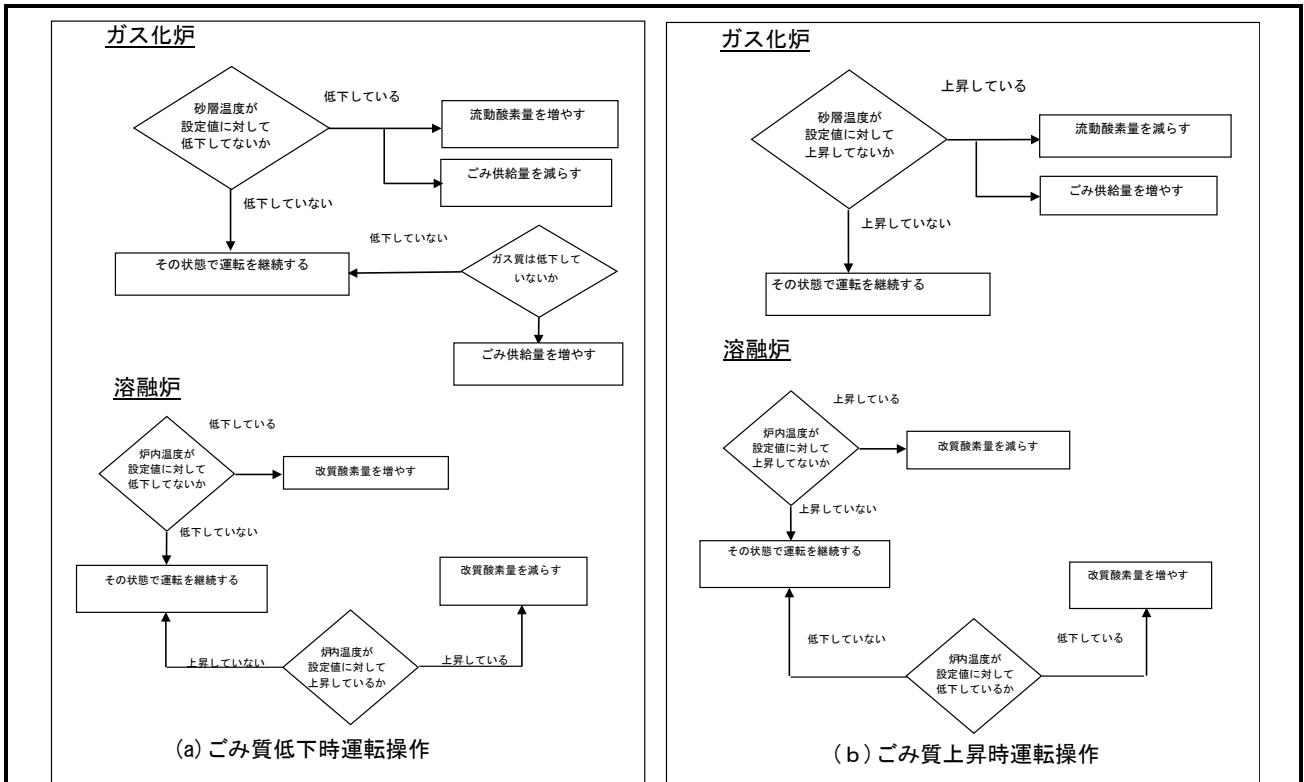 ガス化炉
砂層温度が
設定値に対して
低下してないか
低下している
流動酸素量を増やす
ごみ供給量を減らす
低下していない
その状態で運転を継続する
低下していない
ガス質は低下して
いないか
ごみ供給量を増やす
溶融炉
炉内温度が
設定値に対して
低下してないか
低下している
改質酸素量を増やす
低下していない
その状態で運転を継続する
改質酸素量を減らす
上昇していない
炉内温度が
設定値に対して
上昇しているか
上昇している
(a)ごみ質低下時運転操作
ガス化炉
砂層温度が
設定値に対して
上昇してないか
上昇している
流動酸素量を減らす
ごみ供給量を増やす
上昇していない
その状態で運転を継続する
溶融炉
炉内温度が
設定値に対して
上昇してないか
上昇している
改質酸素量を減らす
上昇していない
その状態で運転を継続する
改質酸素量を増やす
低下していない
炉内温度が
設定値に対して
低下しているか
低下している
(ｂ)ごみ質上昇時運転操作